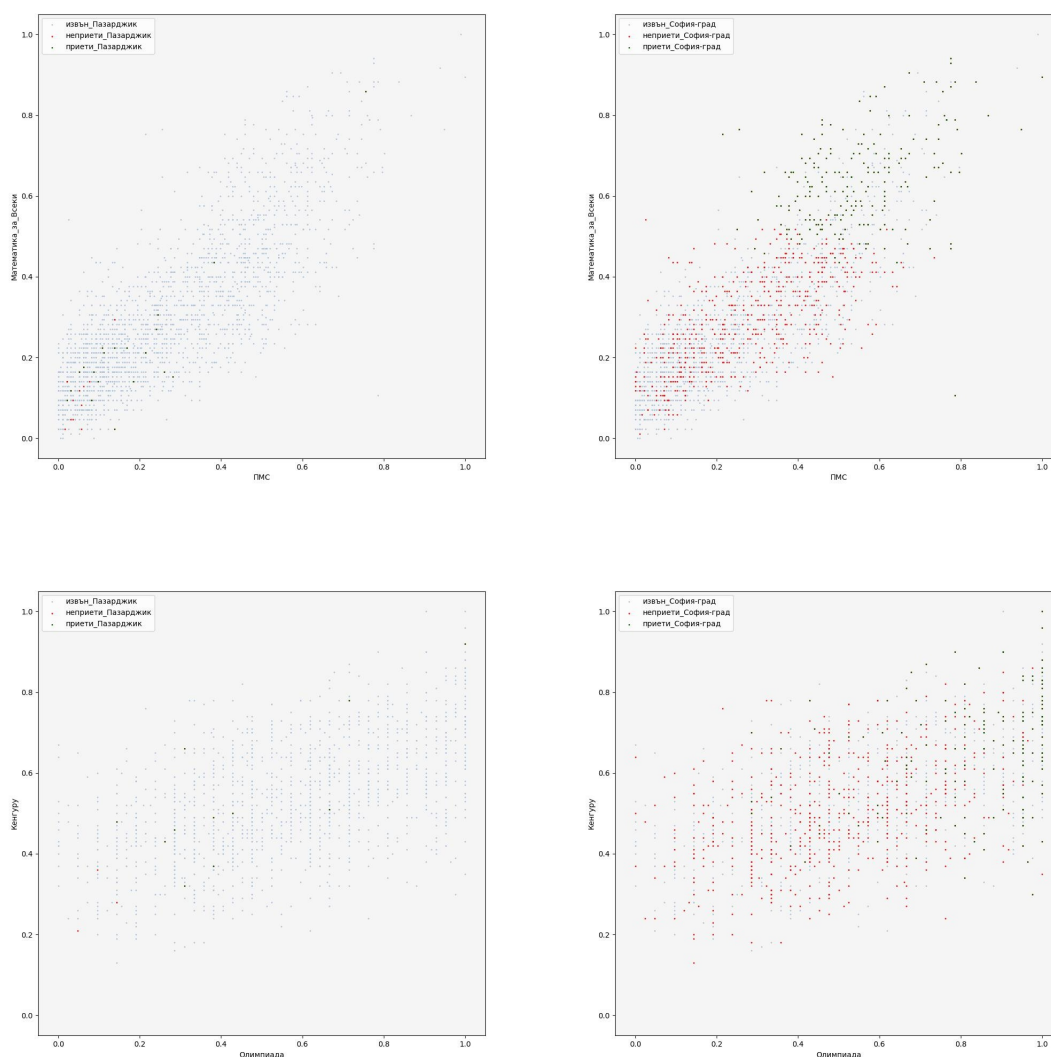 извън_Пазарджик
неприети_Пазарджик
приети_Пазарджик
1.0
0.8
0.6
0.4
0.2
0.0
Математика_за_Всеки
0.0 0.2 0.4 0.6 0.8 1.0
ПМС
извън_София-град
неприети_София-град
приети_София-град
1.0
0.8
0.6
0.4
0.2
0.0
Математика_за_Всеки
0.0 0.2 0.4 0.6 0.8 1.0
ПМС
извън_Пазарджик
неприети_Пазарджик
приети_Пазарджик
1.0
0.8
0.6
0.4
0.2
0.0
Кенгуру
0.0 0.2 0.4 0.6 0.8 1.0
Олимпиада
извън_София-град
неприети_София-град
приети_София-град
1.0
0.8
0.6
0.4
0.2
0.0
Кенгуру
0.0 0.2 0.4 0.6 0.8 1.0
Олимпиада